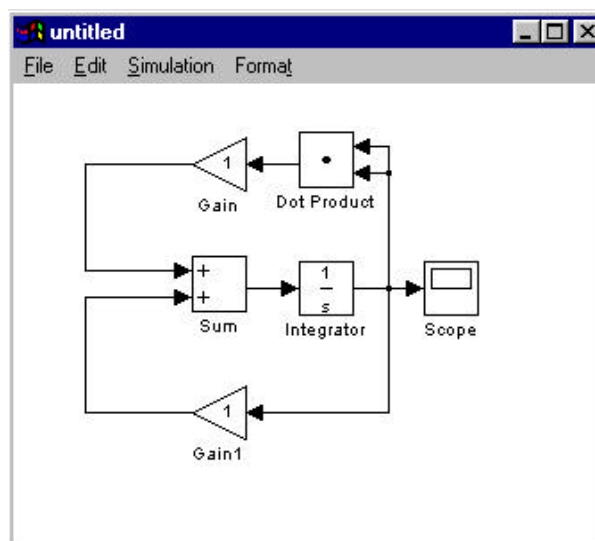 untitled
File Edit Simulation Format
1
Gain
Dot Product
+
+
Sum
1
s
Integrator
Scope
1
Gain1